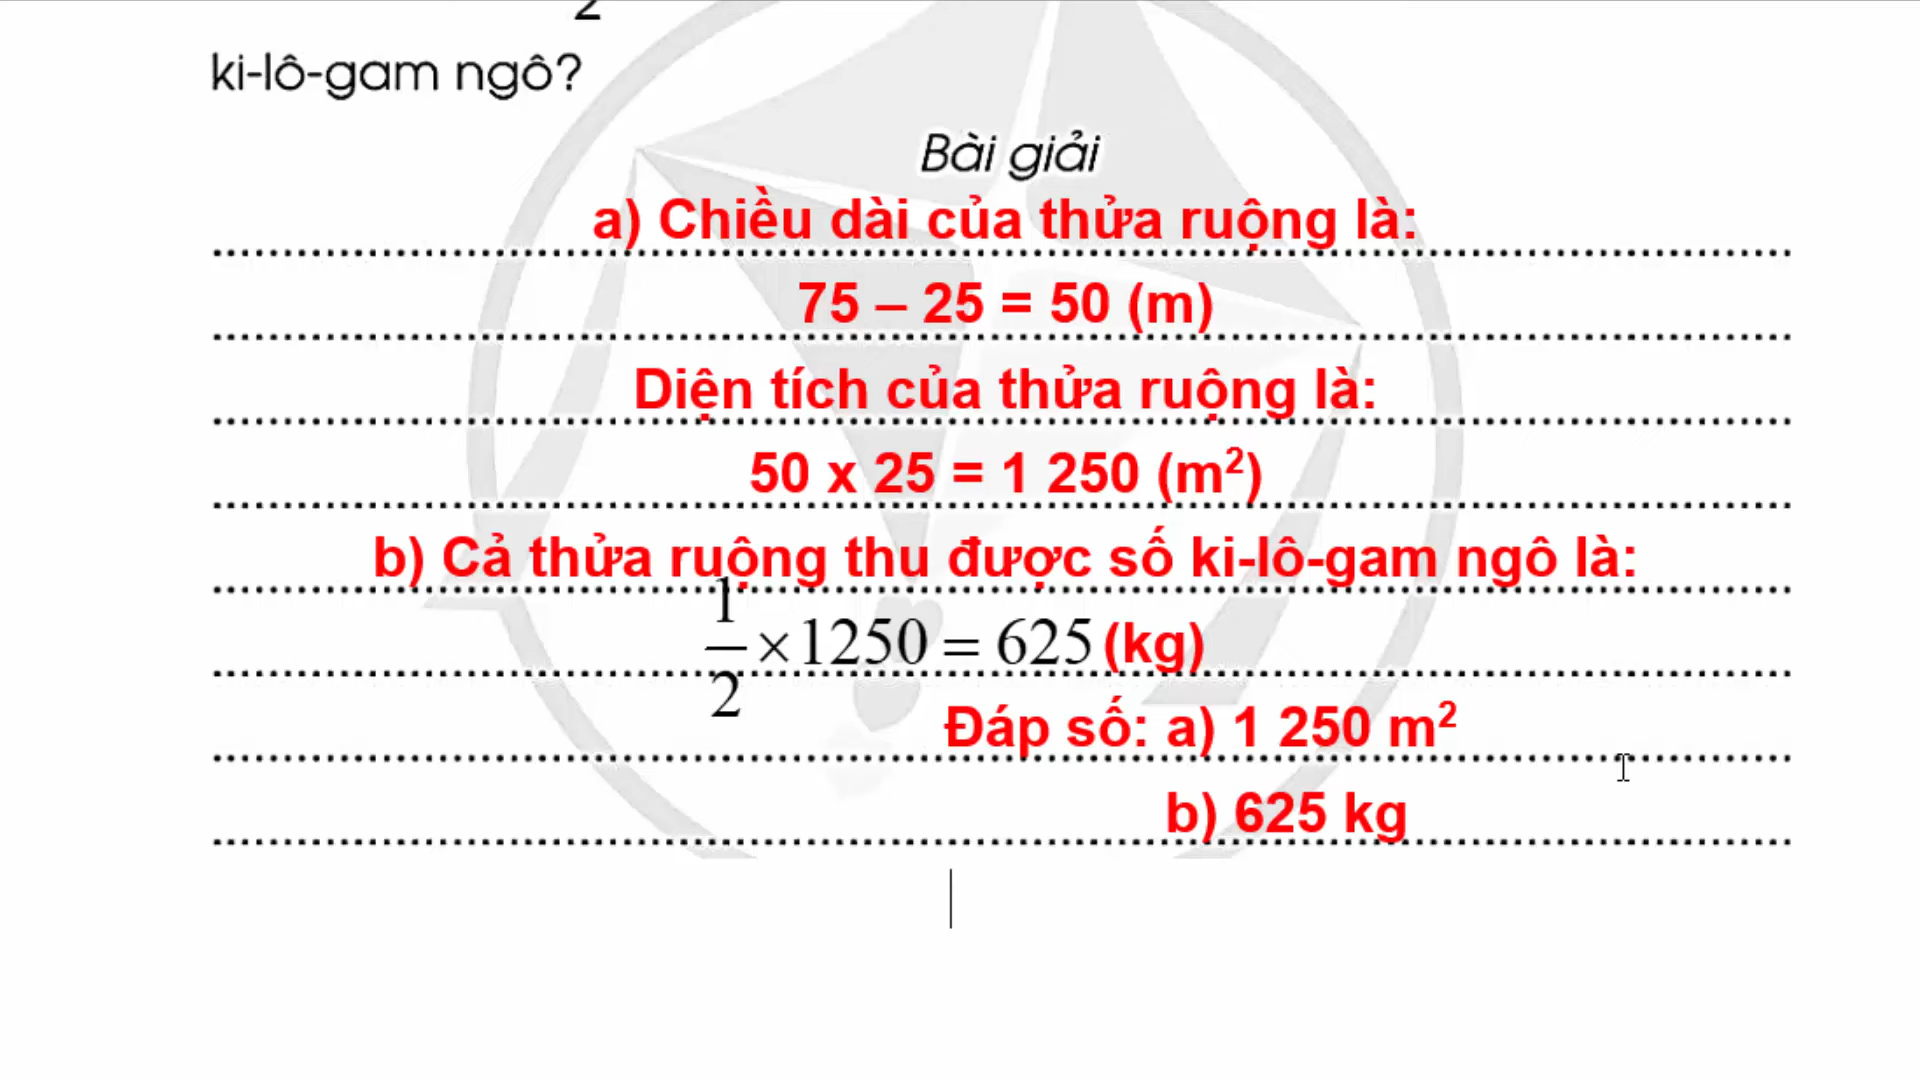 2
ki-lô-gam ngô?
Bài giải
a) Chiều dài của thửa ruộng là:
75 – 25 = 50 (m)
Diện tích của thửa ruộng là:
50 x 25 = 1 250 (m²)
b) Cả thửa ruộng thu được số ki-lô-gam ngô là:
1/2 × 1250 = 625 (kg)
Đáp số: a) 1 250 m²
b) 625 kg